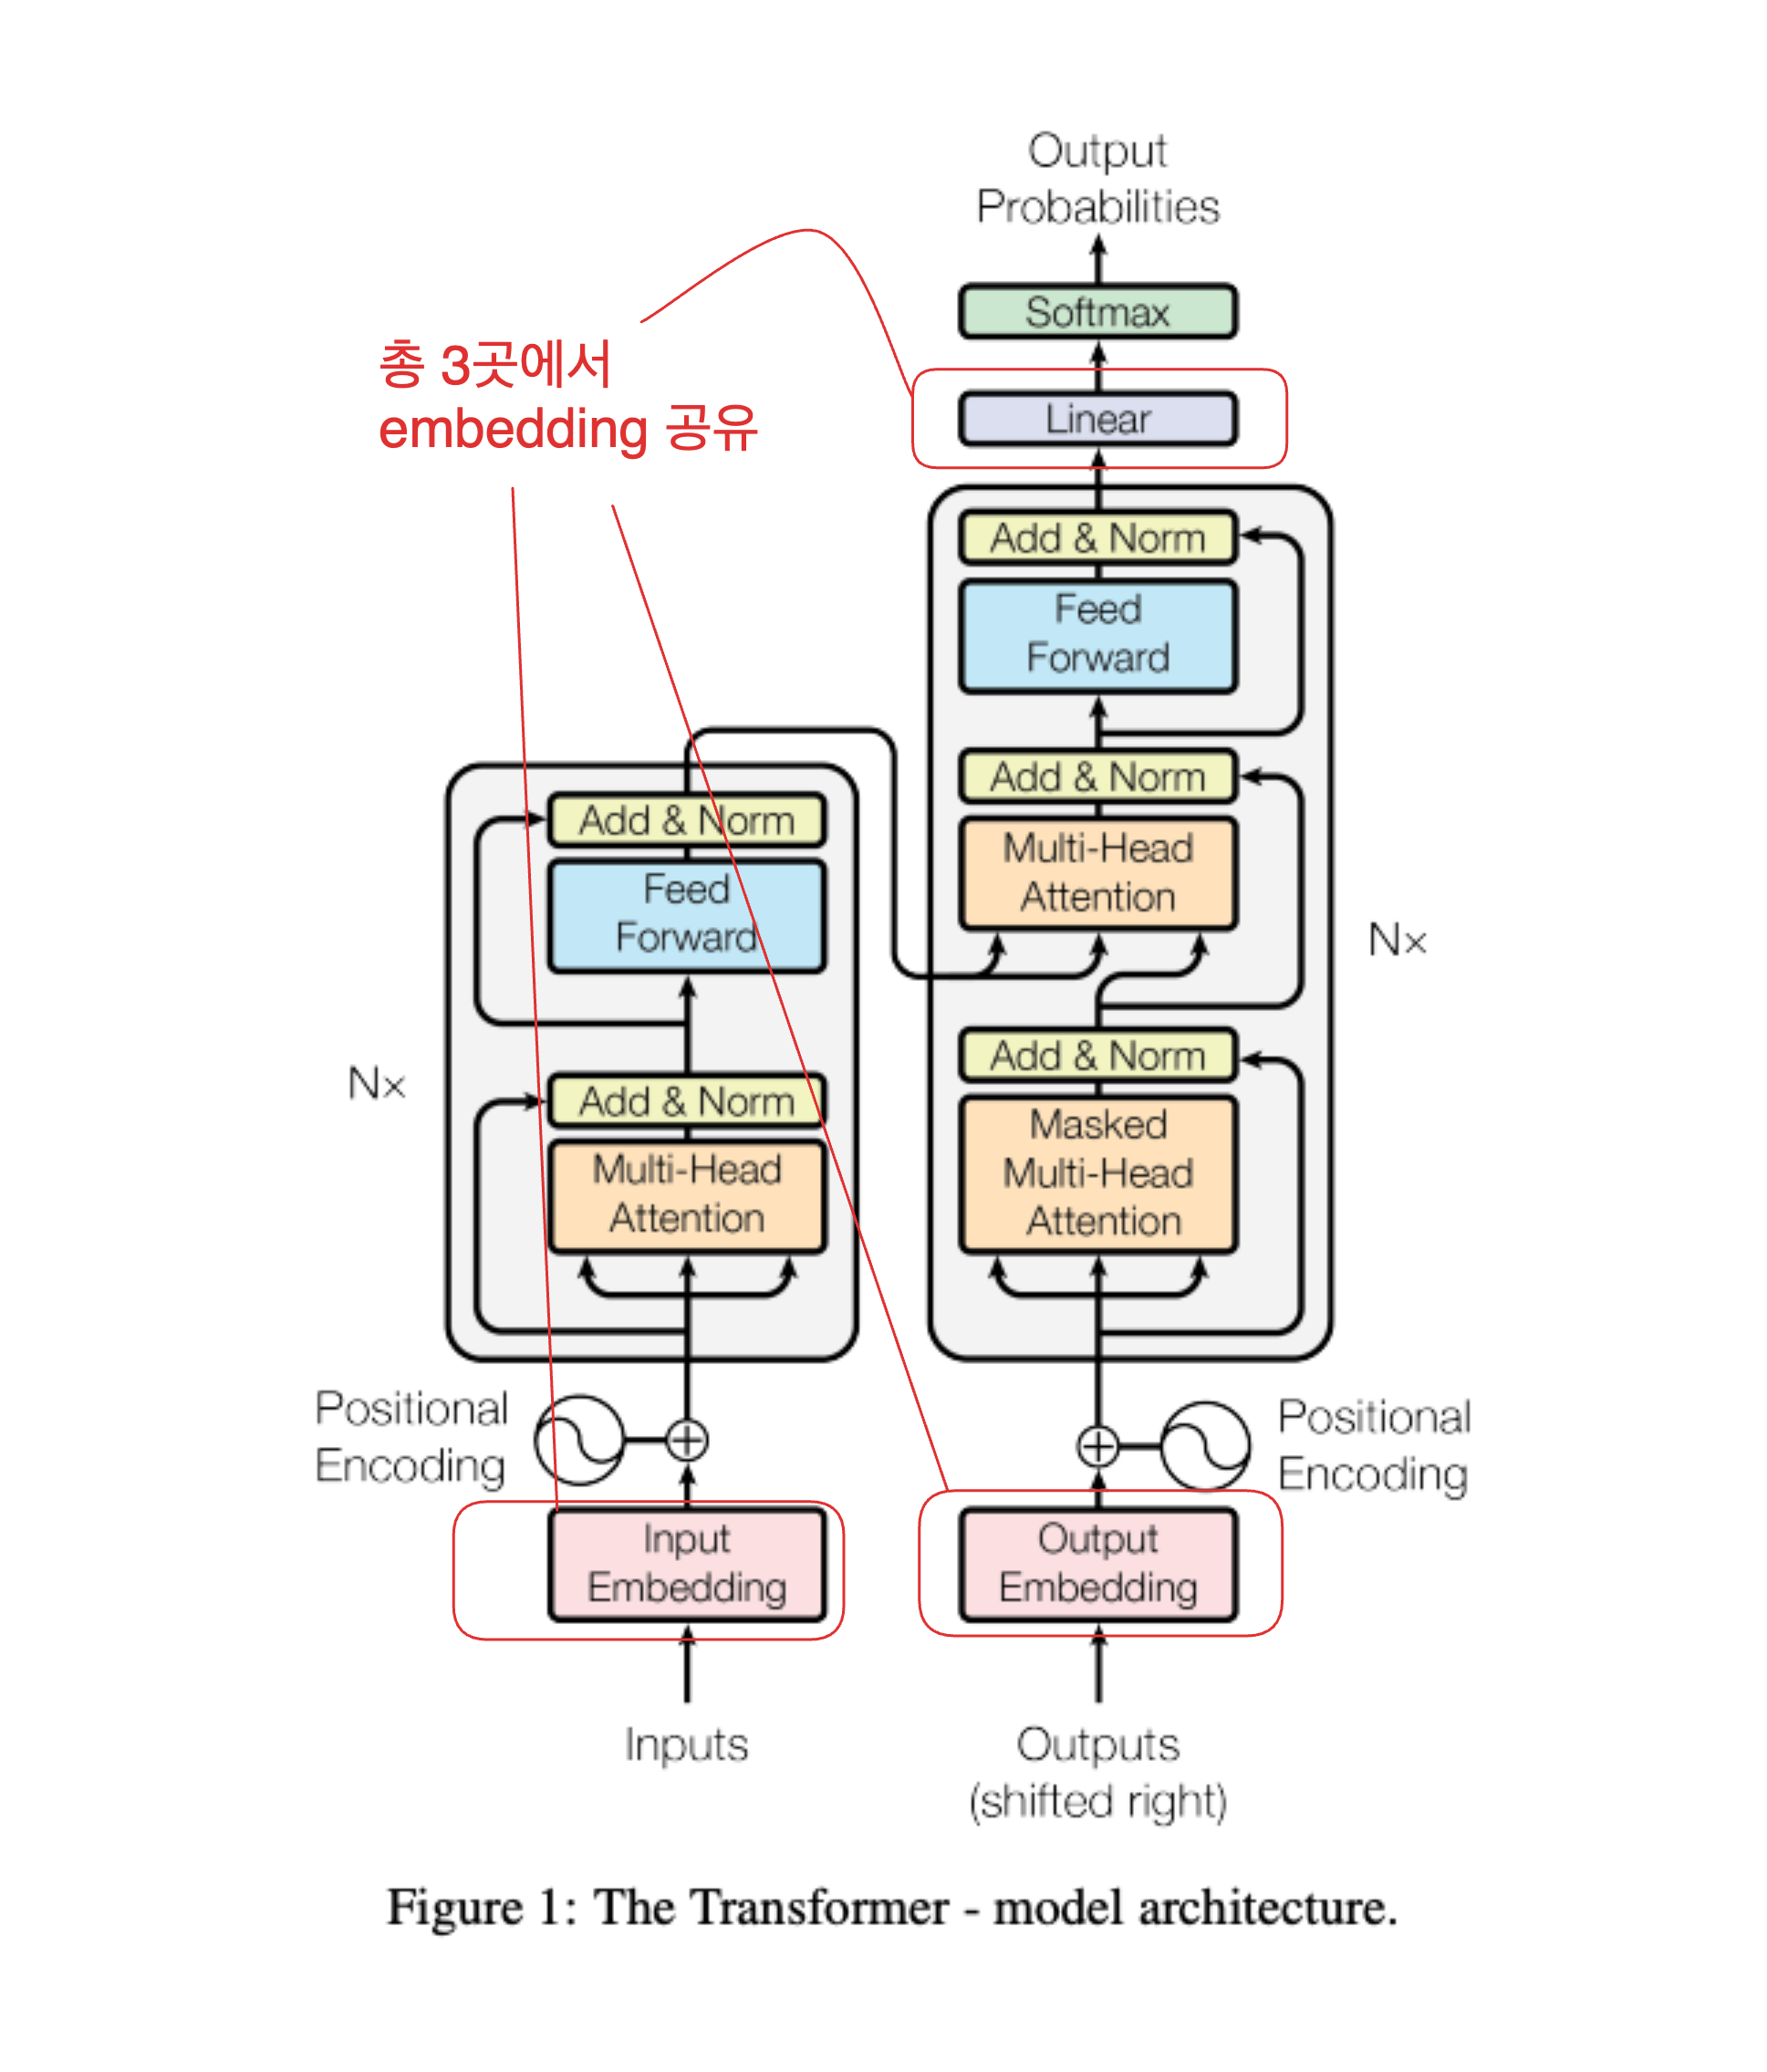 Output
Probabilities
Softmax
Linear
총 3곳에서
embedding 공유
Add & Norm
Feed
Forward
Add & Norm
Multi-Head
Attention
Nx
Add & Norm
Masked
Multi-Head
Attention
Add & Norm
Feed
Forward
Nx
Add & Norm
Multi-Head
Attention
Positional
Encoding
Positional
Encoding
Input
Embedding
Output
Embedding
Inputs
Outputs
(shifted right)
Figure 1: The Transformer - model architecture.